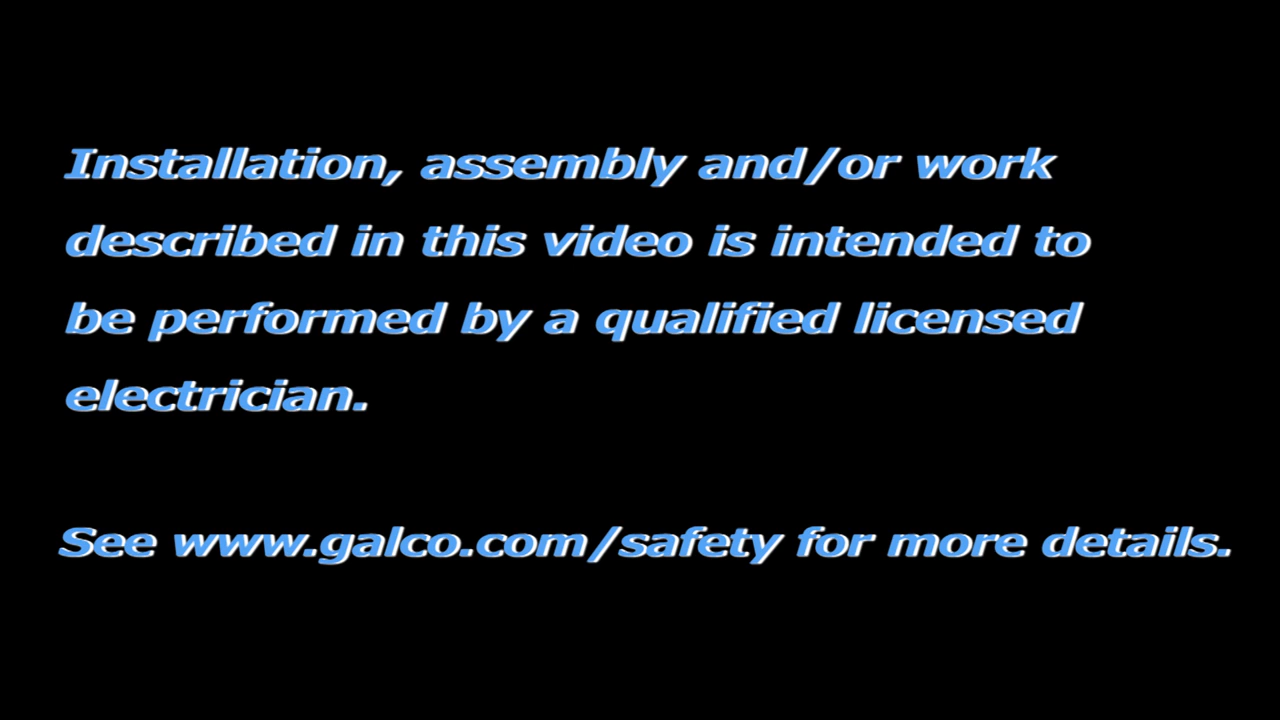 Installation, assembly and/or work
described in this video is intended to
be performed by a qualified licensed
electrician.
See www.galco.com/safety for more details.